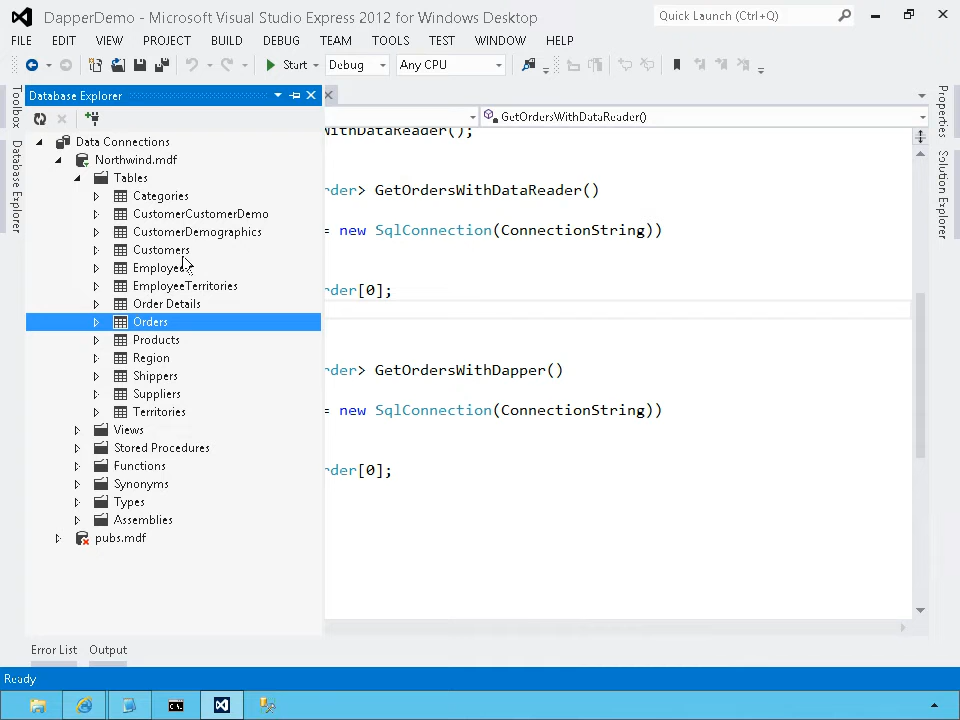 DapperDemo - Microsoft Visual Studio Express 2012 for Windows Desktop
Quick Launch (Ctrl+Q)
FILE EDIT VIEW PROJECT BUILD DEBUG TEAM TOOLS TEST WINDOW HELP
Start Debug Any CPU
Toolbox
Database Explorer
Database Explorer
Data Connections
Northwind.mdf
Tables
Categories
CustomerCustomerDemo
CustomerDemographics
Customers
Employees
EmployeeTerritories
Order Details
Orders
Products
Region
Shippers
Suppliers
Territories
Views
Stored Procedures
Functions
Synonyms
Types
Assemblies
pubs.mdf
GetOrdersWithDataReader()
WithDataReader();
rder> GetOrdersWithDataReader()
= new SqlConnection(ConnectionString))
rder[0];
rder> GetOrdersWithDapper()
= new SqlConnection(ConnectionString))
rder[0];
Properties
Solution Explorer
Error List Output
Ready